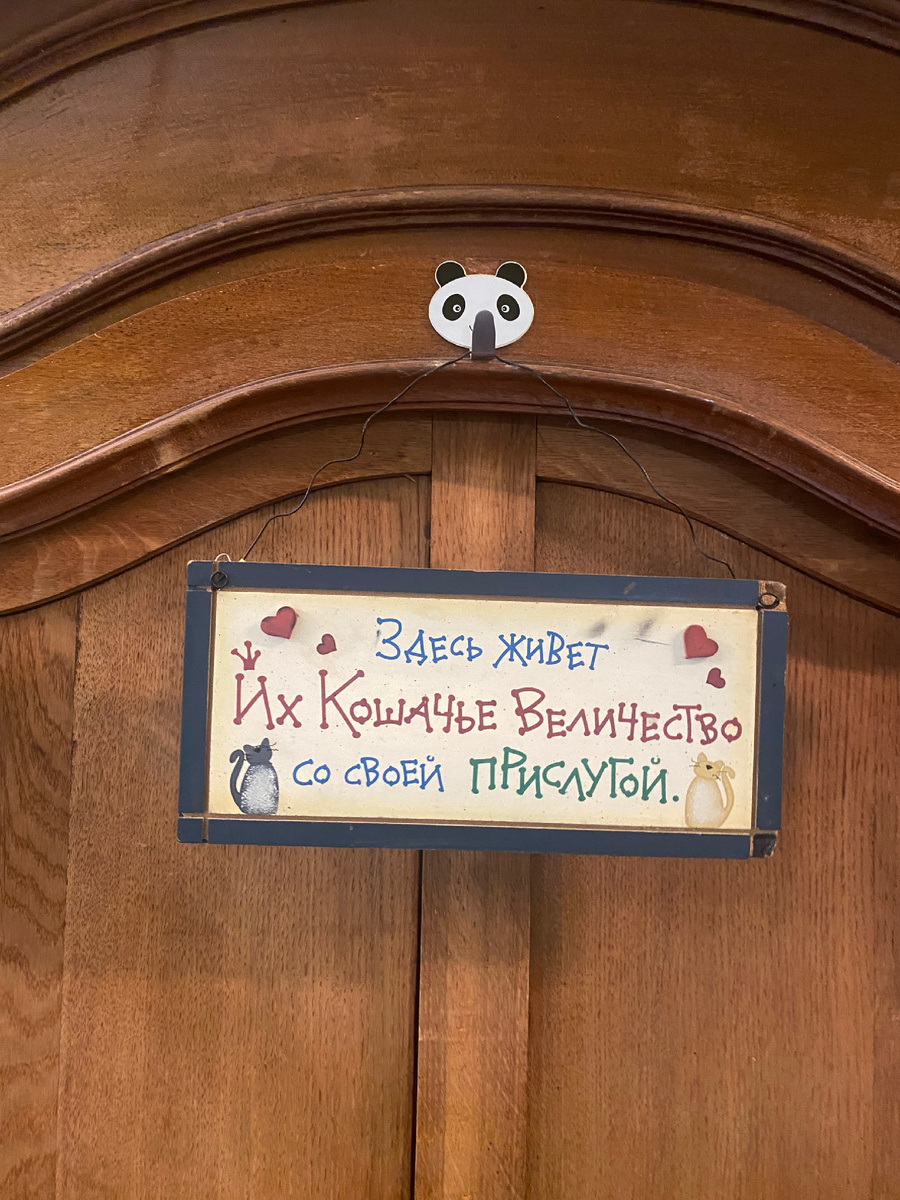 Здесь живет
Их Кошачье Величество
со своей прислугой.